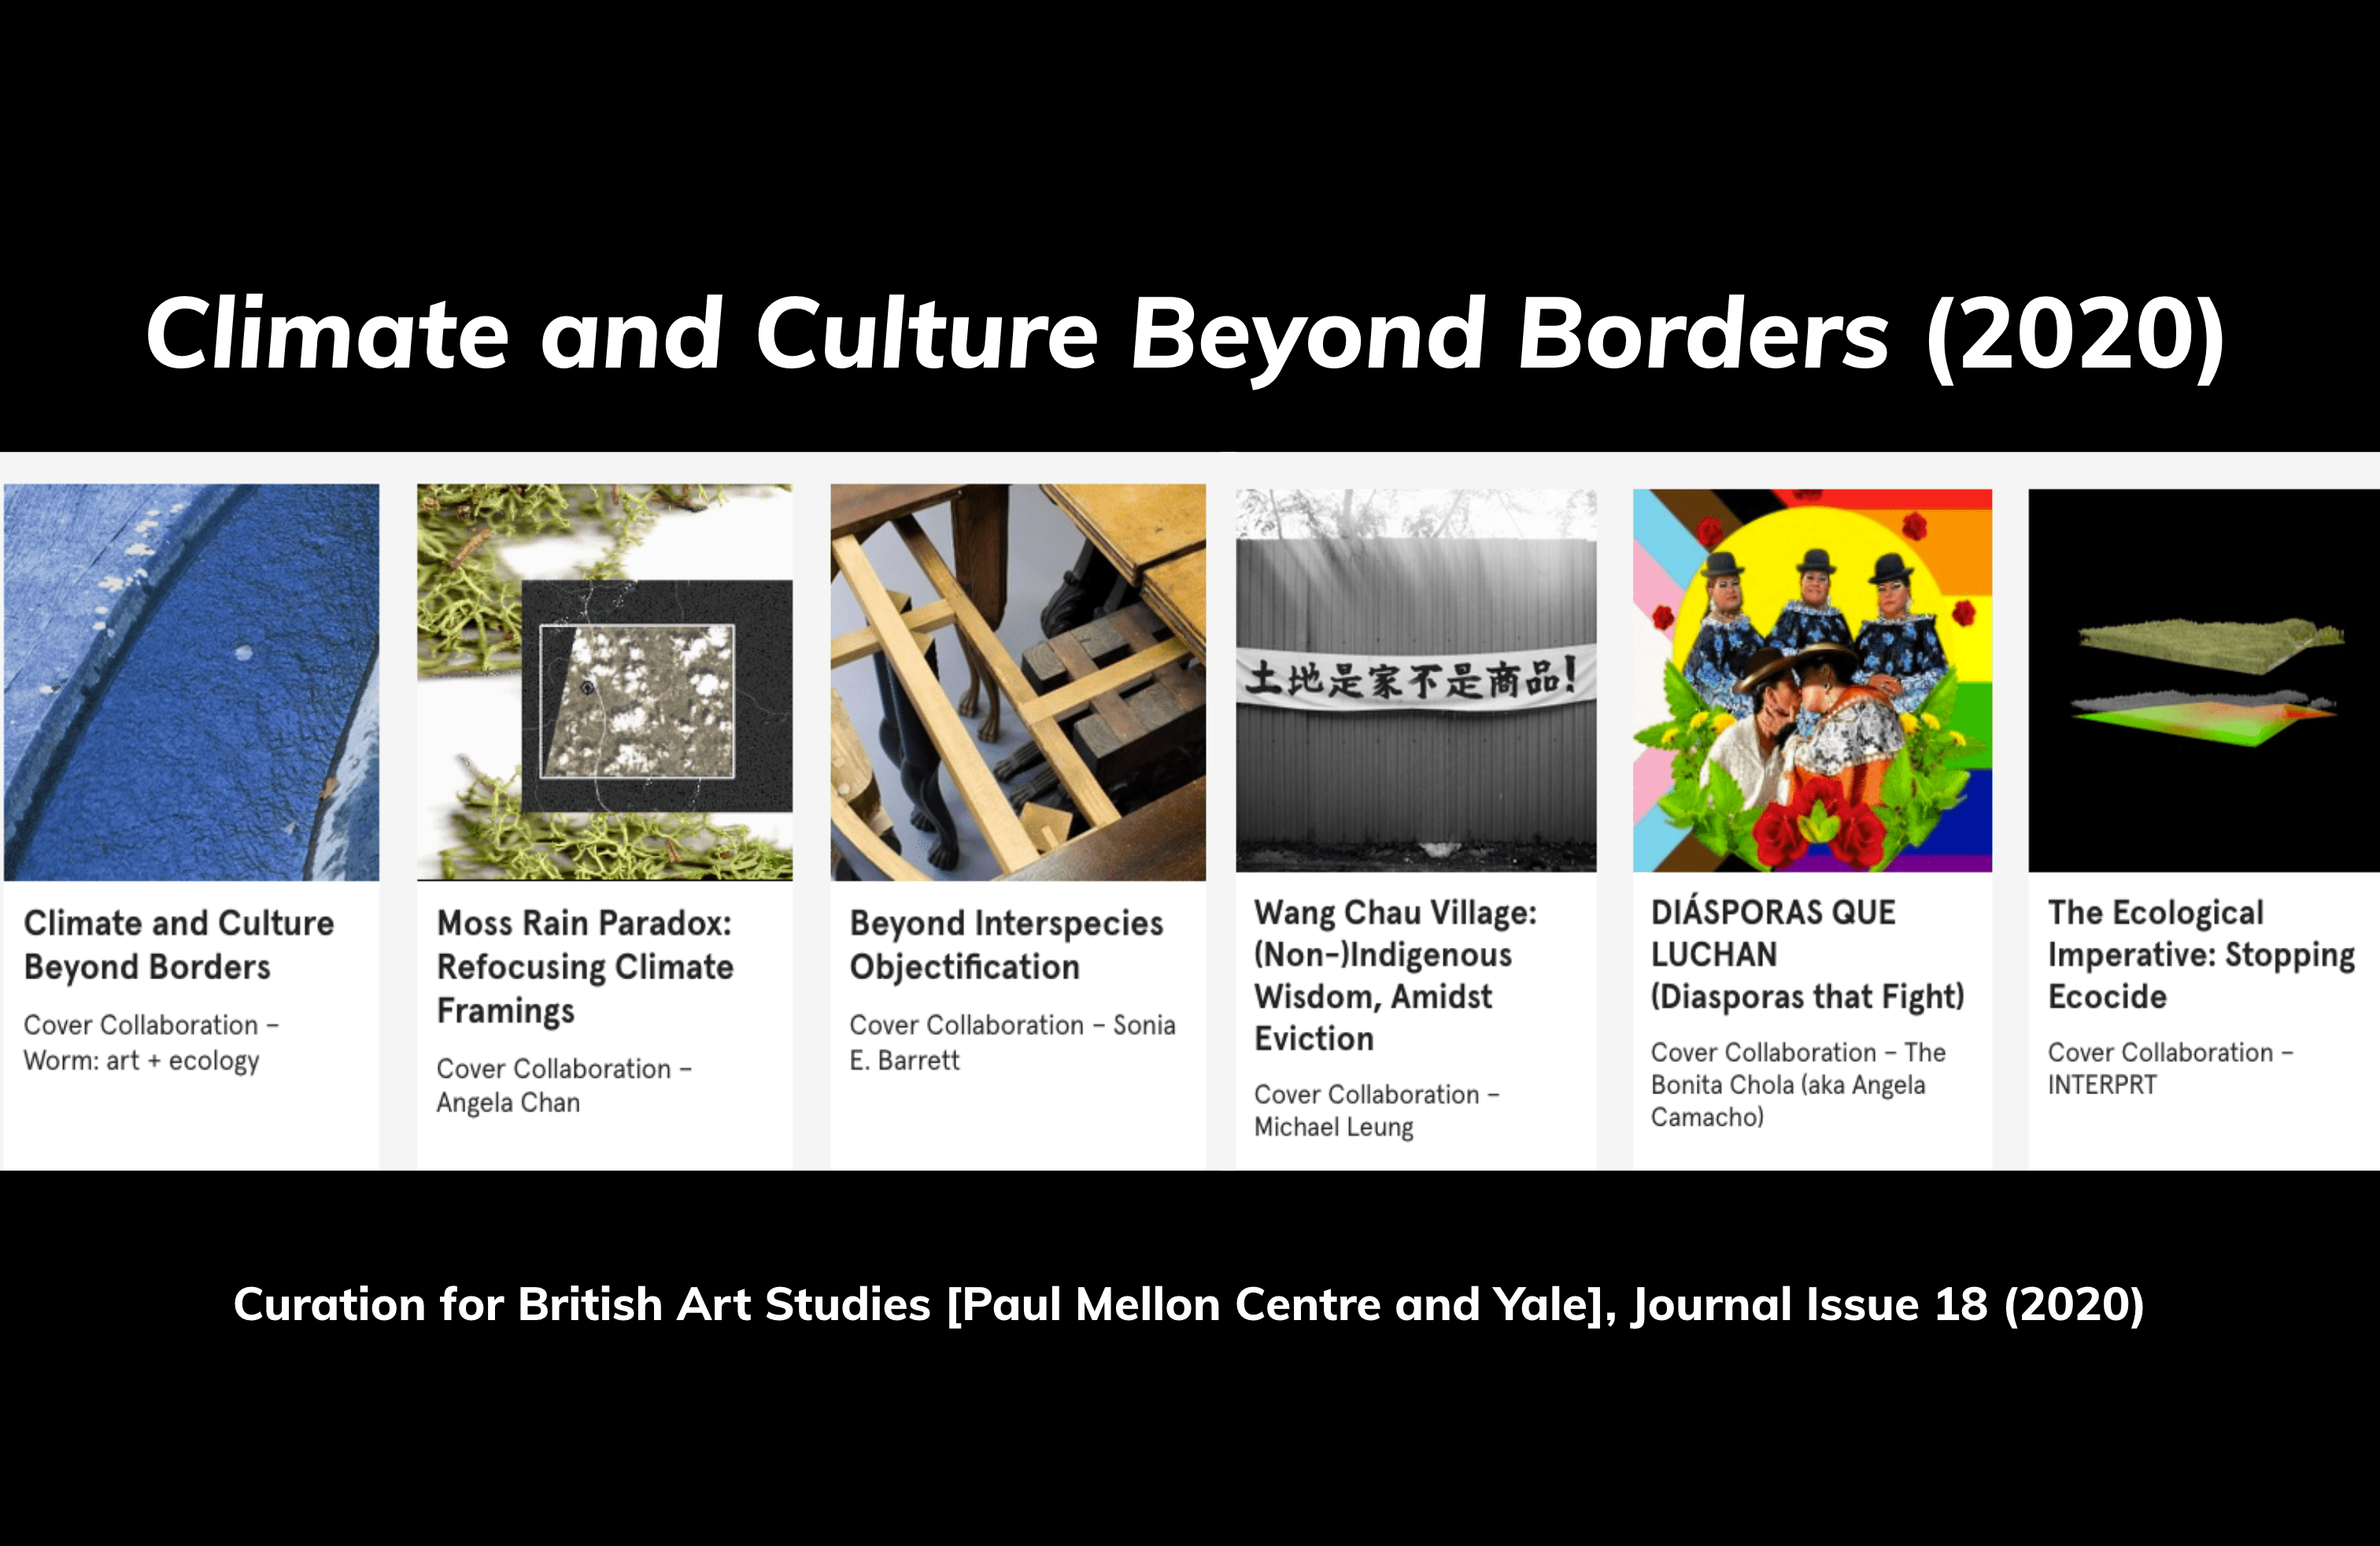 Climate and Culture Beyond Borders (2020)
Climate and Culture
Beyond Borders
Cover Collaboration –
Worm: art + ecology
Moss Rain Paradox:
Refocusing Climate
Framings
Cover Collaboration –
Angela Chan
Beyond Interspecies
Objectification
Cover Collaboration – Sonia
E. Barrett
土地是家不是商品!
Wang Chau Village:
(Non-)Indigenous
Wisdom, Amidst
Eviction
Cover Collaboration –
Michael Leung
DIÁSPORAS QUE
LUCHAN
(Diasporas that Fight)
Cover Collaboration – The
Bonita Chola (aka Angela
Camacho)
The Ecological
Imperative: Stopping
Ecocide
Cover Collaboration –
INTERPRT
Curation for British Art Studies [Paul Mellon Centre and Yale], Journal Issue 18 (2020)